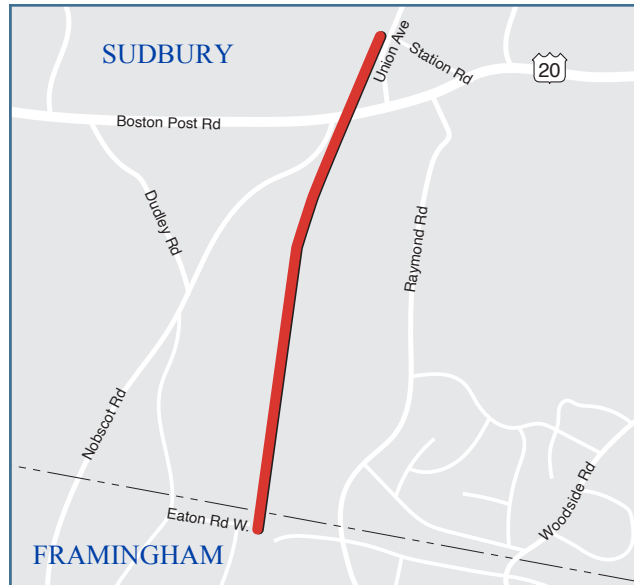 SUDBURY
Union Ave
Station Rd
20
Boston Post Rd
Dudley Rd
Raymond Rd
Nobscot Rd
Eaton Rd W.
Woodside Rd
FRAMINGHAM